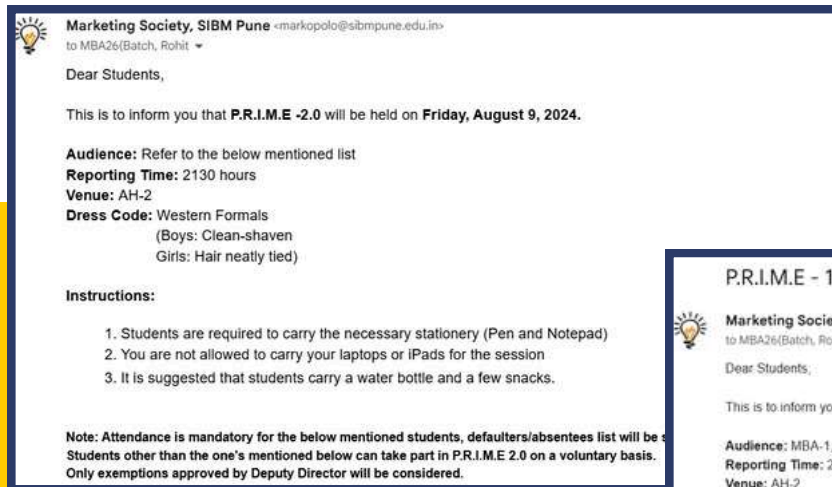 Marketing Society, SIBM Pune <markopolo@sibmpune.edu.in>
to MBA26(Batch, Rohit
Dear Students,
This is to inform you that P.R.I.M.E -2.0 will be held on Friday, August 9, 2024.
Audience: Refer to the below mentioned list
Reporting Time: 2130 hours
Venue: AH-2
Dress Code: Western Formals
(Boys: Clean-shaven
Girls: Hair neatly tied)
Instructions:
1. Students are required to carry the necessary stationery (Pen and Notepad)
2. You are not allowed to carry your laptops or iPads for the session
3. It is suggested that students carry a water bottle and a few snacks.
Note: Attendance is mandatory for the below mentioned students, defaulters/absentees list will be
Students other than the one's mentioned below can take part in P.R.I.M.E 2.0 on a voluntary basis.
Only exemptions approved by Deputy Director will be considered.
P.R.I.M.E - 1
Marketing
to MBA26(Batch,
Dear Students,
This is to inform
Audience: MBA-1,
Reporting Time:
Venue: AH-2